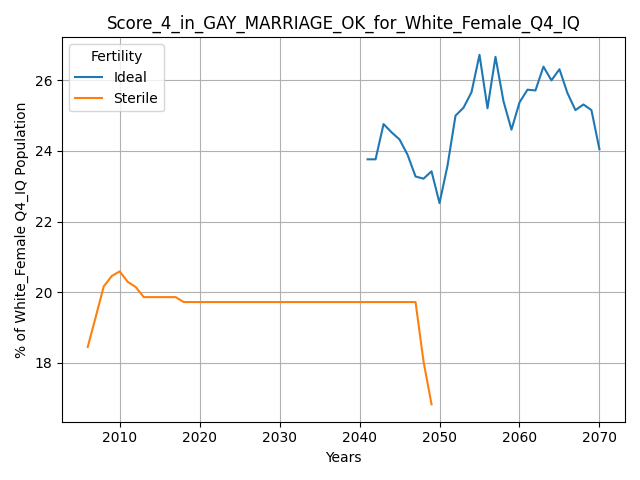 Score_4_in_GAY_MARRIAGE_OK_for_White_Female_Q4_IQ
Fertility
Ideal
Sterile
% of White_Female Q4_IQ Population
26
24
22
20
18
2010 2020 2030 2040 2050 2060 2070
Years